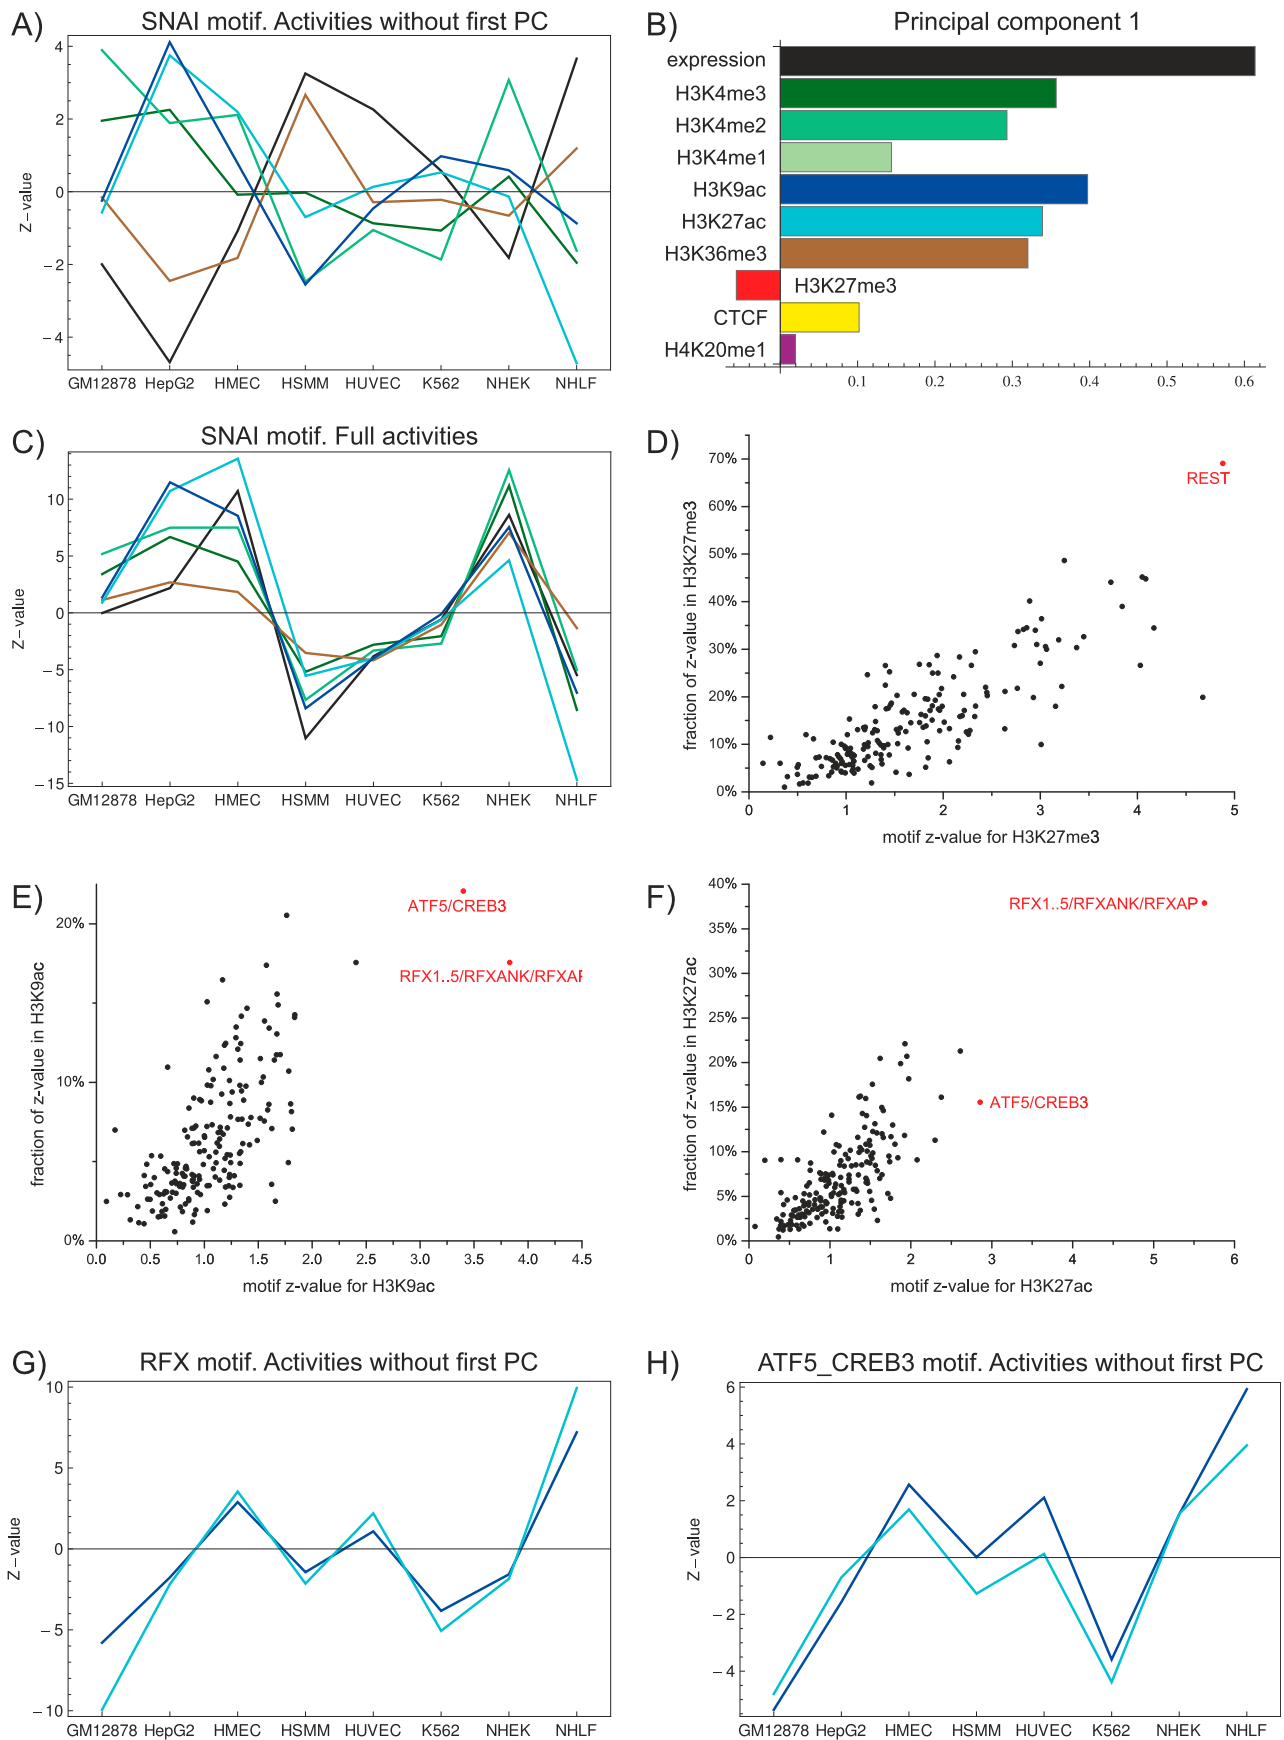 A) SNAI motif. Activities without first PC
4
2
0
−2
−4
Z−value
GM12878 HepG2 HMEC HSMM HUVEC K562 NHEK NHLF
B) Principal component 1
expression
H3K4me3
H3K4me2
H3K4me1
H3K9ac
H3K27ac
H3K36me3
H3K27me3
CTCF
H4K20me1
0.1 0.2 0.3 0.4 0.5 0.6
C) SNAI motif. Full activities
10
5
0
−5
−10
−15
Z−value
GM12878 HepG2 HMEC HSMM HUVEC K562 NHEK NHLF
D)
70%
60%
50%
40%
30%
20%
10%
0%
fraction of z-value in H3K27me3
REST
0 1 2 3 4 5
motif z-value for H3K27me3
E)
20%
10%
0%
fraction of z-value in H3K9ac
ATF5/CREB3
RFX1..5/RFXANK/RFXAP
0.0 0.5 1.0 1.5 2.0 2.5 3.0 3.5 4.0 4.5
motif z-value for H3K9ac
F)
40%
35%
30%
25%
20%
15%
10%
5%
0%
fraction of z-value in H3K27ac
RFX1..5/RFXANK/RFXAP
ATF5/CREB3
0 1 2 3 4 5 6
motif z-value for H3K27ac
G) RFX motif. Activities without first PC
10
5
0
−5
−10
Z−value
GM12878 HepG2 HMEC HSMM HUVEC K562 NHEK NHLF
H) ATF5_CREB3 motif. Activities without first PC
6
4
2
0
−2
−4
Z−value
GM12878 HepG2 HMEC HSMM HUVEC K562 NHEK NHLF